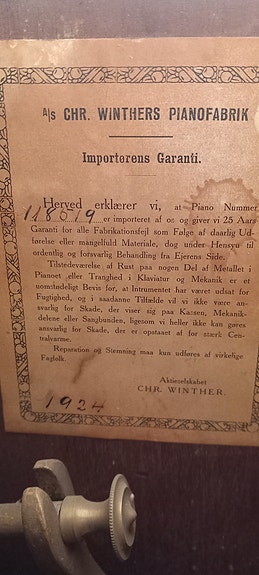 A|S CHR. WINTHERS PIANOFABRIK
Importørens Garanti.
Herved erklærer vi, at Piano Nummer
118519 er importeret af os og giver vi 25 Aars
Garanti for alle Fabrikationsfejl som Følge af daarlig Ud-
førelse eller mangelfuld Materiale, dog under Hensyn til
ordentlig og forsvarlig Behandling fra Ejerens Side.
Tilstedeværelse af Rust paa nogen Del af Metallet i
Pianoet eller Træghed i Klaviatur og Mekanik er et
uomstødeligt Bevis for, at Instrumentet har været udsat for
Fugtighed, og i saadanne Tilfælde vil vi ikke være an-
svarlig for Skade, der viser sig paa Kassen, Mekanik-
delene eller Sangbunden, ligesom vi heller ikke kan gøres
ansvarlig for Skade, der er opstaaet af for stærk Cen-
tralvarme.
Reparation og Stemning maa kun udføres af virkelige
Fagfolk.
Aktieselskabet
CHR. WINTHER.
1924